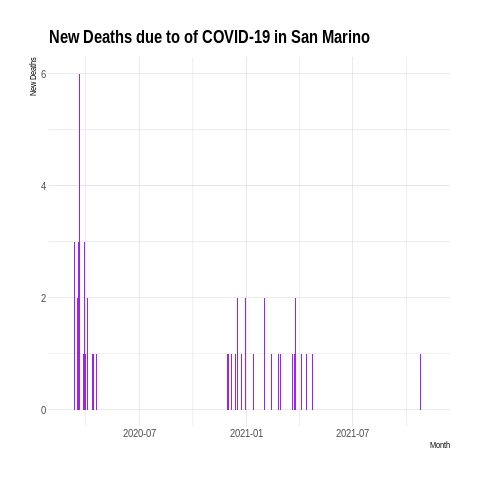 New Deaths due to of COVID-19 in San Marino
New Deaths
6
4
2
0
2020-07 2021-01 2021-07
Month